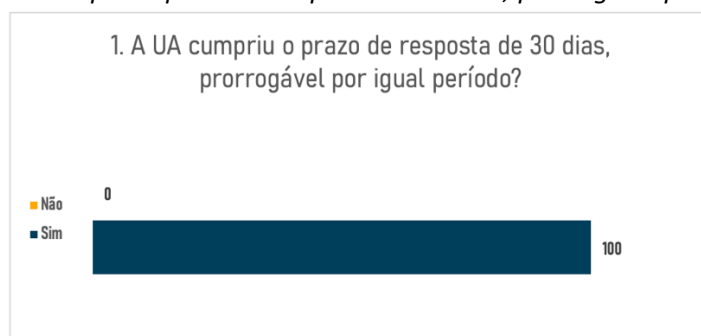 1. A UA cumpriu o prazo de resposta de 30 dias,
prorrogável por igual período?
Não
0
Sim
100